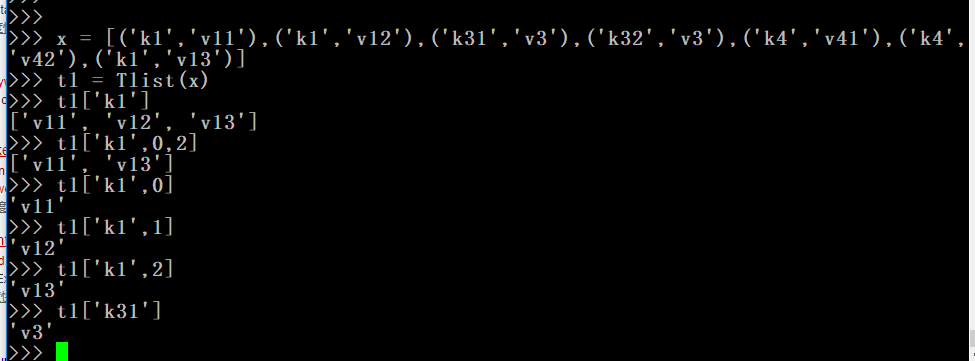 >>>
>>>
>>> x = [('k1','v11'),('k1','v12'),('k31','v3'),('k32','v3'),('k4','v41'),('k4',
'v42'),('k1','v13')]
>>> tl = Tlist(x)
>>> tl['k1']
['v11', 'v12', 'v13']
>>> tl['k1',0,2]
['v11', 'v13']
>>> tl['k1',0]
'v11'
>>> tl['k1',1]
'v12'
>>> tl['k1',2]
'v13'
>>> tl['k31']
'v3'
>>>